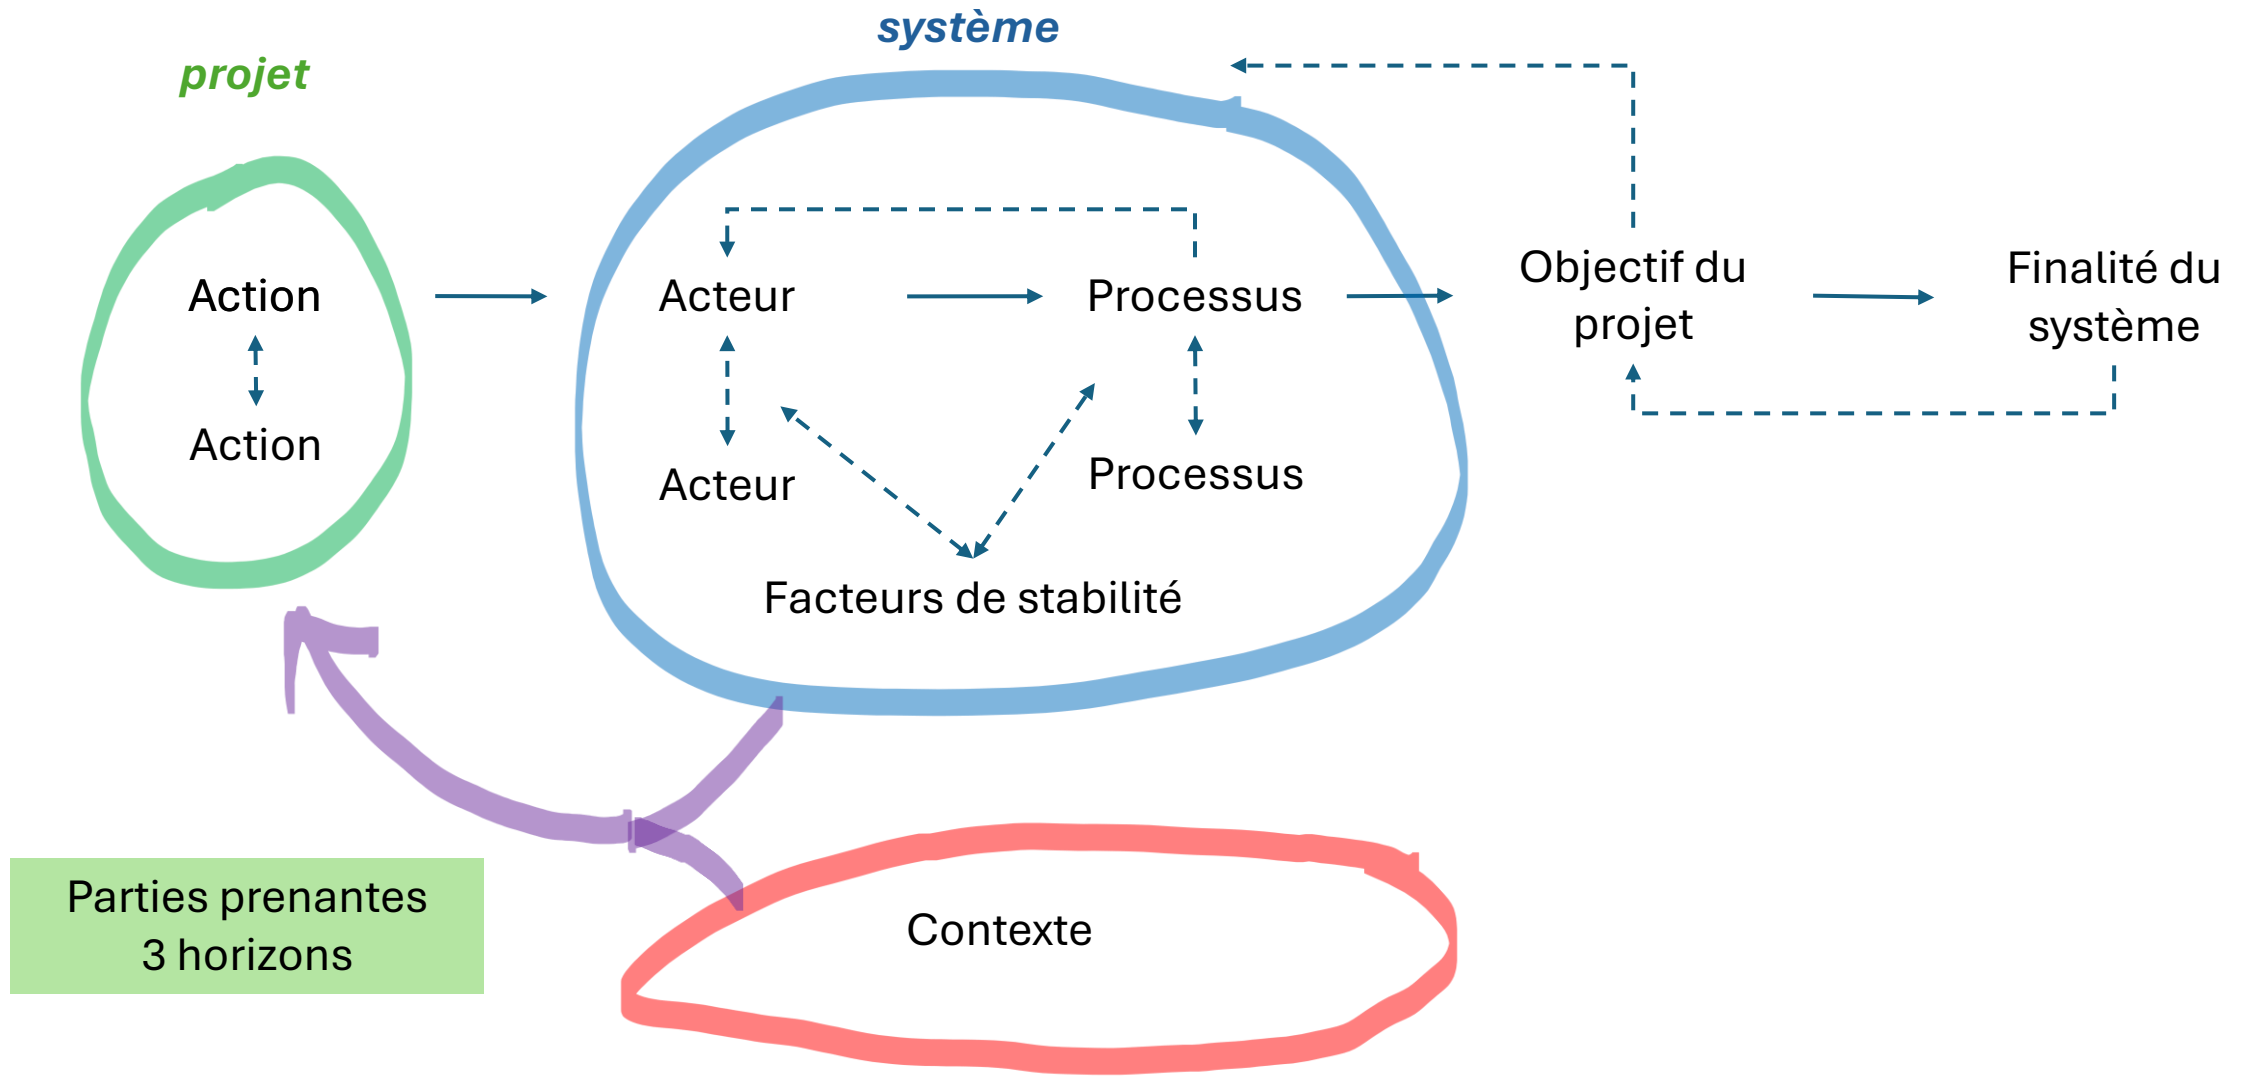 système
projet
Action
Acteur
Processus
Objectif du
projet
Finalité du
système
Action
Acteur
Processus
Facteurs de stabilité
Parties prenantes
3 horizons
Contexte